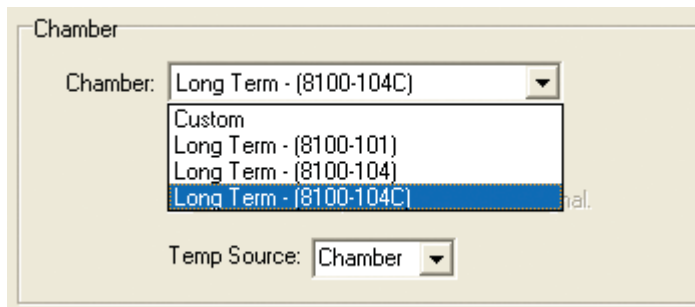 Chamber
Chamber: Long Term - (8100-104C)
Custom
Long Term - (8100-101)
Long Term - (8100-104)
Long Term - (8100-104C)
Temp Source: Chamber